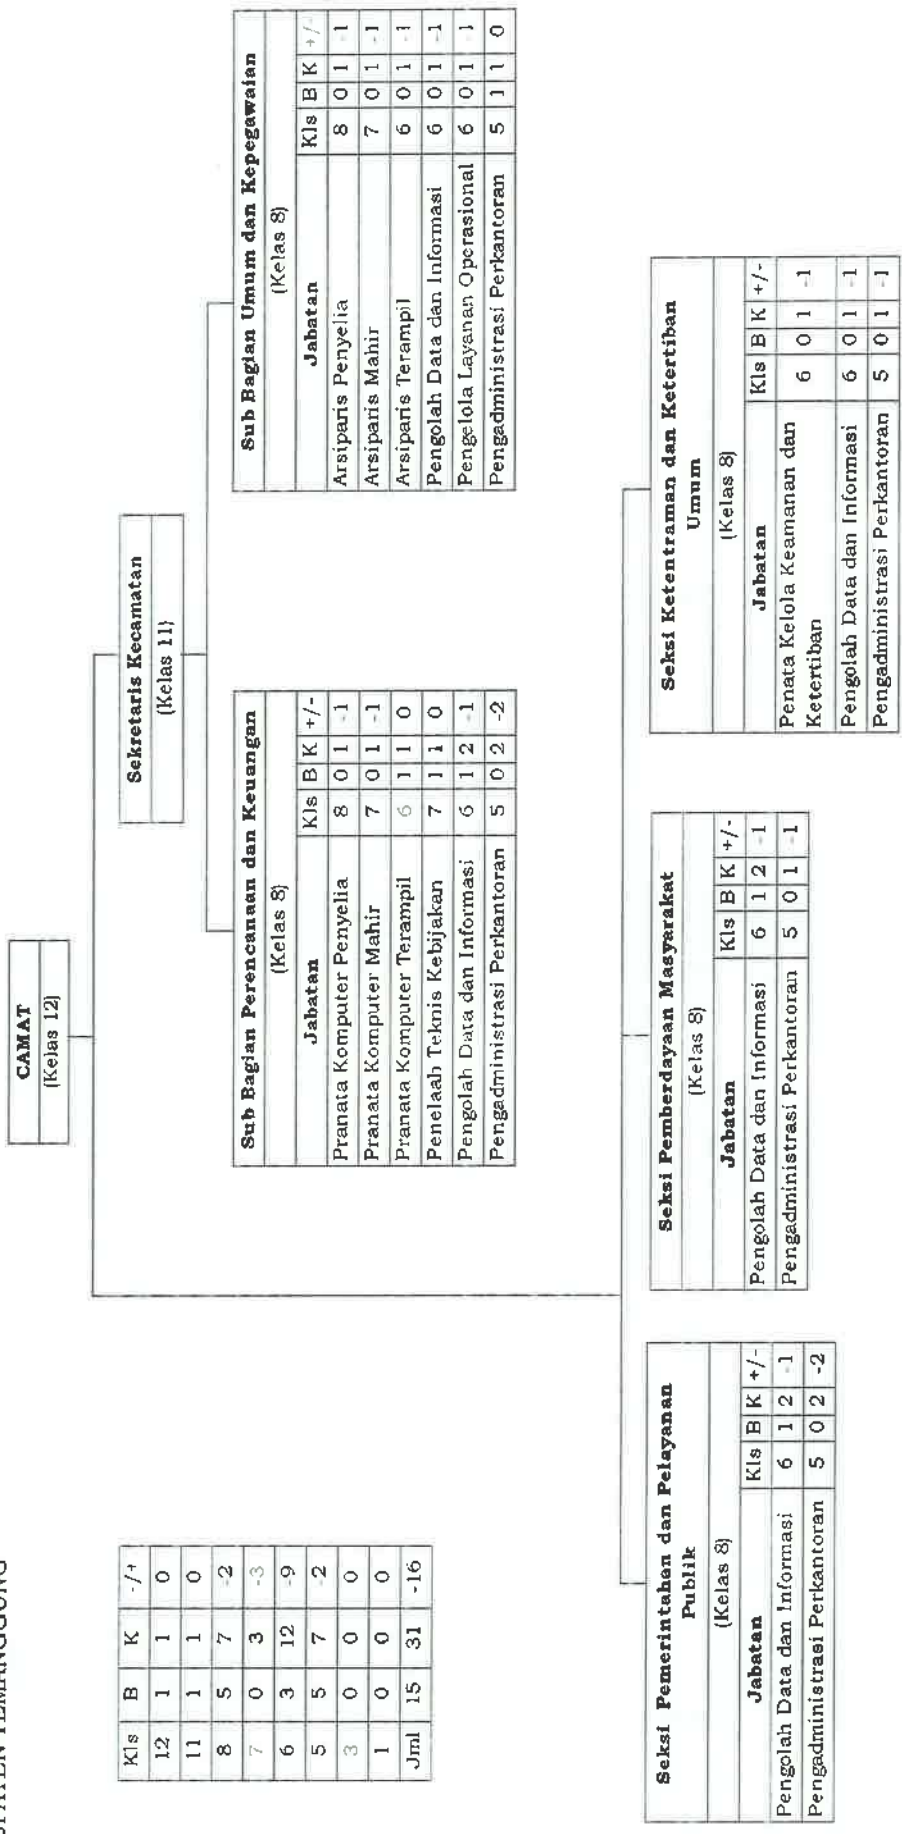 CAMAT
(Kelas 12)
Sekretaris Kecamatan
(Kelas 11)
Kls B K -/+
12 1 1 0
11 1 1 0
8 5 7 -2
7 0 3 -3
6 3 12 -9
5 5 7 -2
3 0 0 0
1 0 0 0
Jml 15 31 -16
Sub Bagian Perencanaan dan Keuangan
(Kelas 8)
Jabatan Kls B K +/-
Pranata Komputer Penyelia 8 0 1 -1
Pranata Komputer Mahir 7 0 1 -1
Pranata Komputer Terampil 6 1 1 0
Penelaah Teknis Kebijakan 7 1 1 0
Pengolah Data dan Informasi 6 1 2 -1
Pengadministrasi Perkantoran 5 0 2 -2
Sub Bagian Umum dan Kepegawaian
(Kelas 8)
Jabatan Kls B K +/-
Arsiparis Penyelia 8 0 1 -1
Arsiparis Mahir 7 0 1 -1
Arsiparis Terampil 6 0 1 -1
Pengolah Data dan Informasi 6 0 1 -1
Pengelola Layanan Operasional 6 0 1 -1
Pengadministrasi Perkantoran 5 1 1 0
Seksi Pemerintahan dan Pelayanan
Publik
(Kelas 8)
Jabatan Kls B K +/-
Pengolah Data dan Informasi 6 1 2 -1
Pengadministrasi Perkantoran 5 0 2 -2
Seksi Pemberdayaan Masyarakat
(Kelas 8)
Jabatan Kls B K +/-
Pengolah Data dan Informasi 6 1 2 -1
Pengadministrasi Perkantoran 5 0 1 -1
Seksi Ketentraman dan Ketertiban
Umum
(Kelas 8)
Jabatan Kls B K +/-
Penata Kelola Keamanan dan
Ketertiban 6 0 1 -1
Pengolah Data dan Informasi 6 0 1 -1
Pengadministrasi Perkantoran 5 0 1 -1